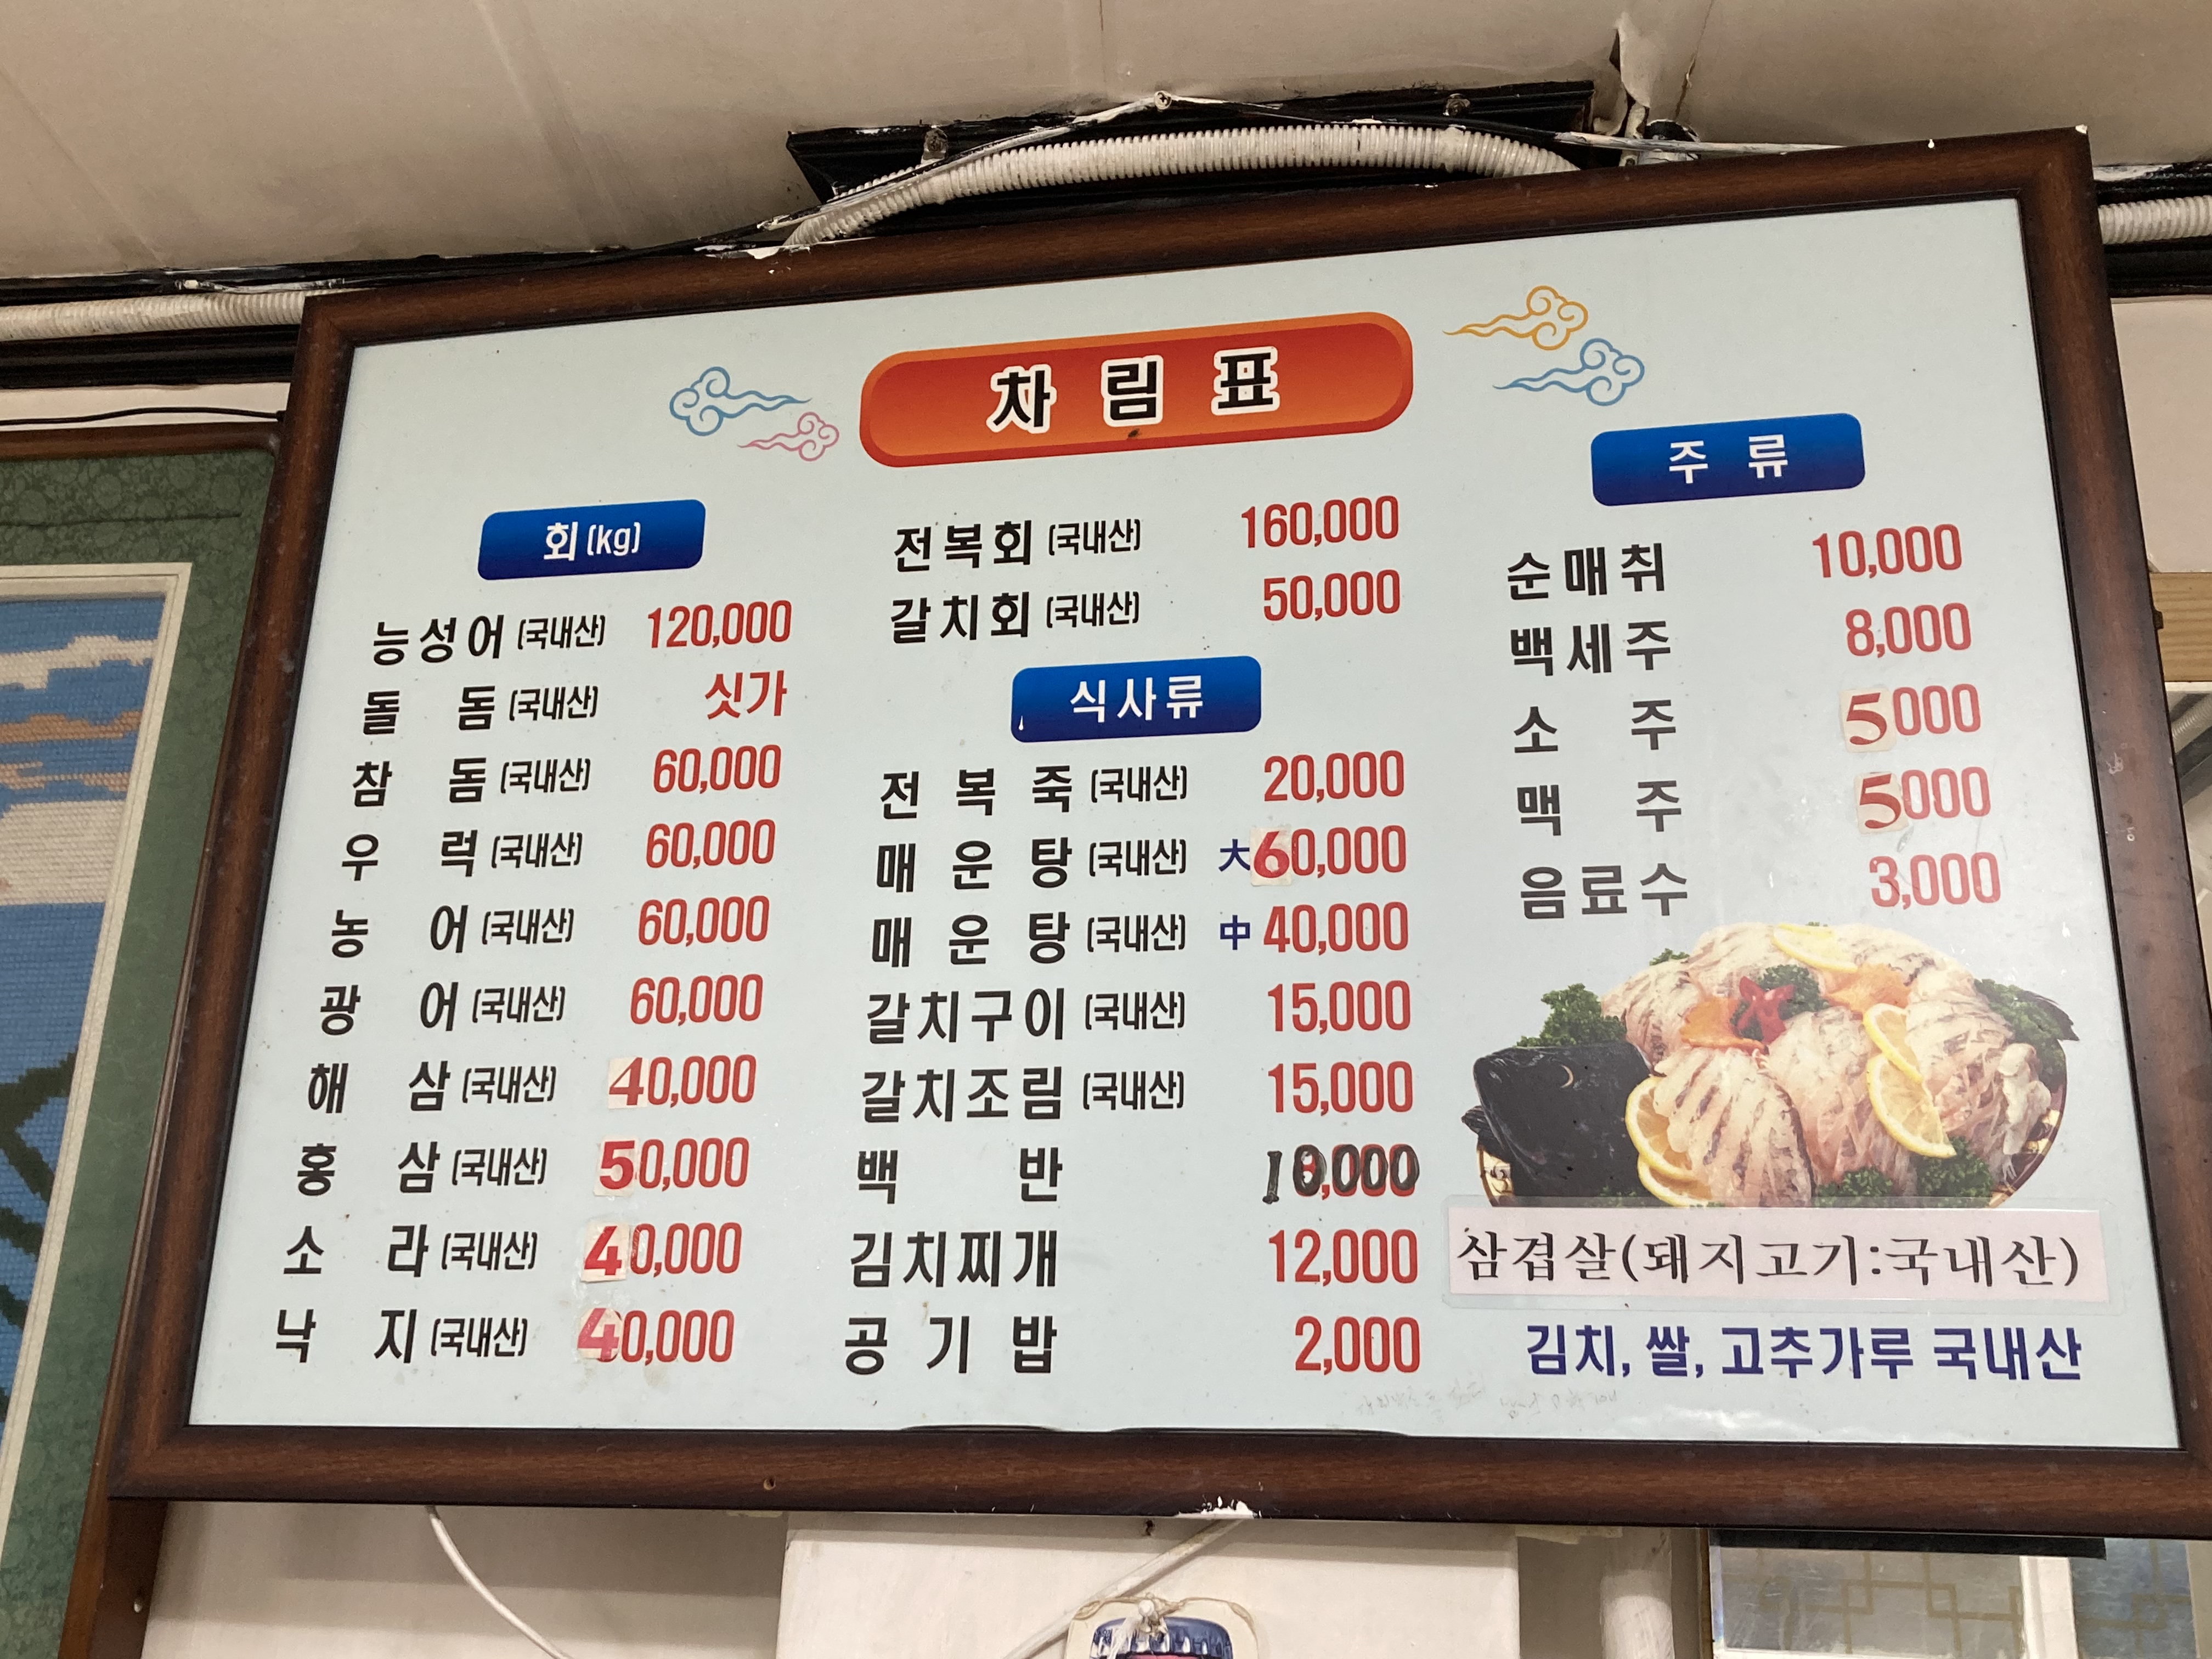 차림표
회(kg)
능성어(국내산) 120,000
돌돔(국내산) 싯가
참돔(국내산) 60,000
우럭(국내산) 60,000
농어(국내산) 60,000
광어(국내산) 60,000
해삼(국내산) 40,000
홍삼(국내산) 50,000
소라(국내산) 40,000
낙지(국내산) 40,000
전복회(국내산) 160,000
갈치회(국내산) 50,000
식사류
전복죽(국내산) 20,000
매운탕(국내산) 大 60,000
매운탕(국내산) 中 40,000
갈치구이(국내산) 15,000
갈치조림(국내산) 15,000
백반 10,000
김치찌개 12,000
공기밥 2,000
주류
순매취 10,000
백세주 8,000
소주 5000
맥주 5000
음료수 3,000
삼겹살(돼지고기:국내산)
김치, 쌀, 고추가루 국내산